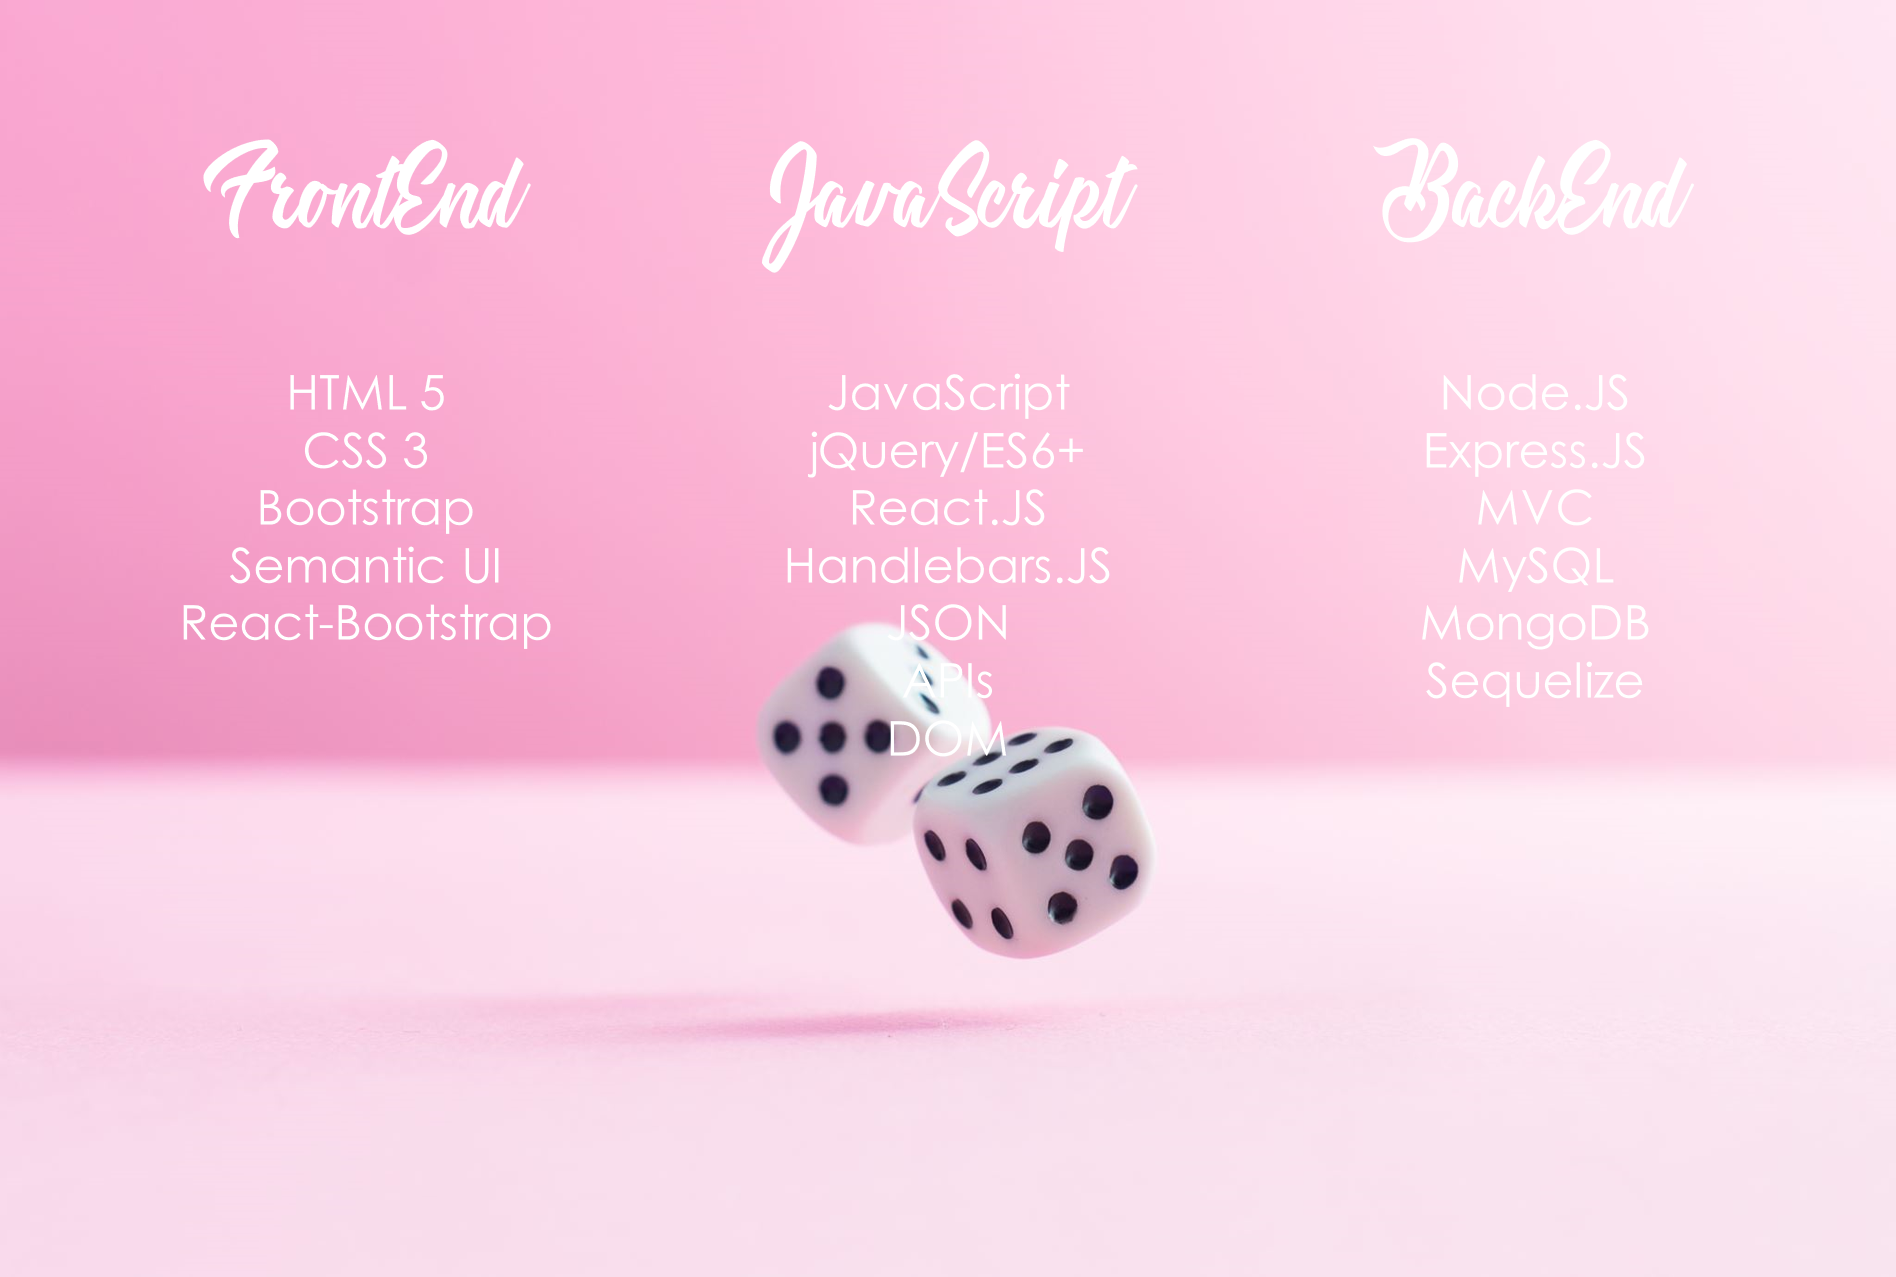 FrontEnd
HTML 5
CSS 3
Bootstrap
Semantic UI
React-Bootstrap
JavaScript
JavaScript
jQuery/ES6+
React.JS
Handlebars.JS
JSON
APIs
DOM
BackEnd
Node.JS
Express.JS
MVC
MySQL
MongoDB
Sequelize